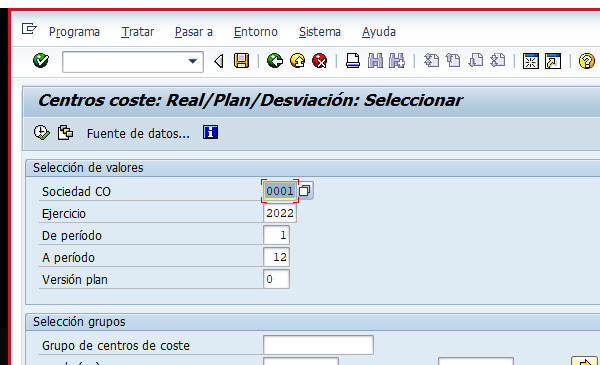 Programa Tratar Pasar a Entorno Sistema Ayuda
Centros coste: Real/Plan/Desviación: Seleccionar
Fuente de datos...
Selección de valores
Sociedad CO 0001
Ejercicio 2022
De período 1
A período 12
Versión plan 0
Selección grupos
Grupo de centros de coste